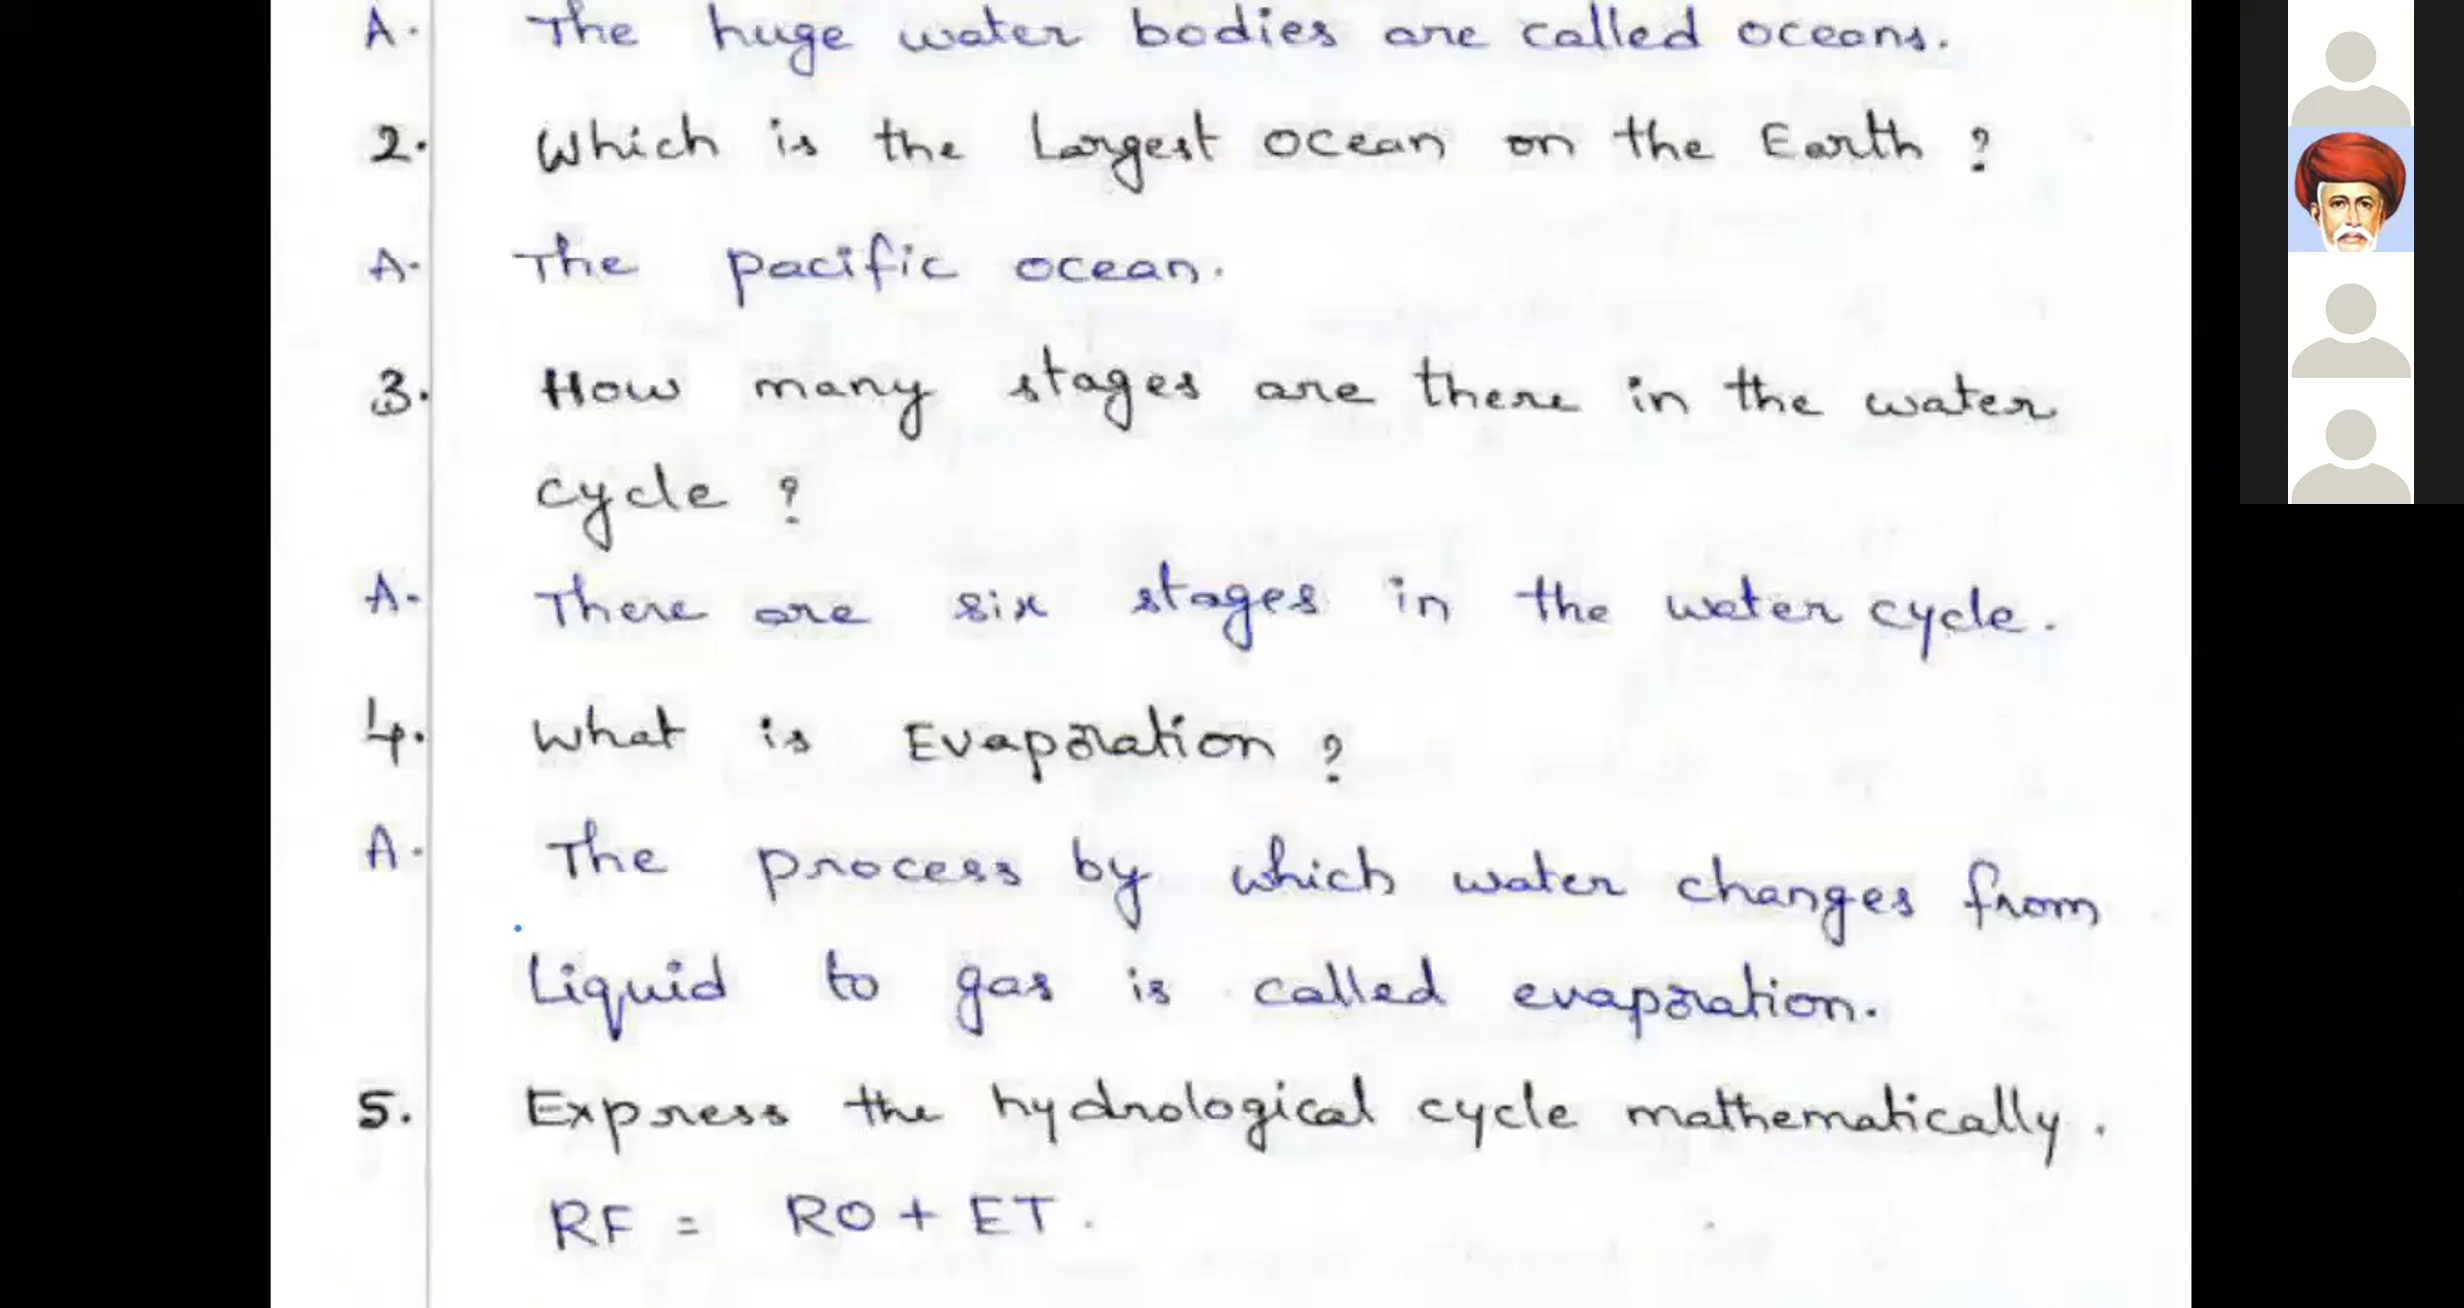 A. The huge water bodies are called oceans.
2. Which is the Largest ocean on the Earth ?
A. The pacific ocean.
3. How many stages are there in the water
cycle ?
A. There are six stages in the water cycle.
4. What is Evaporation ?
A. The process by which water changes from
Liquid to gas is called evaporation.
5. Express the hydrological cycle mathematically.
RF = RO + ET.